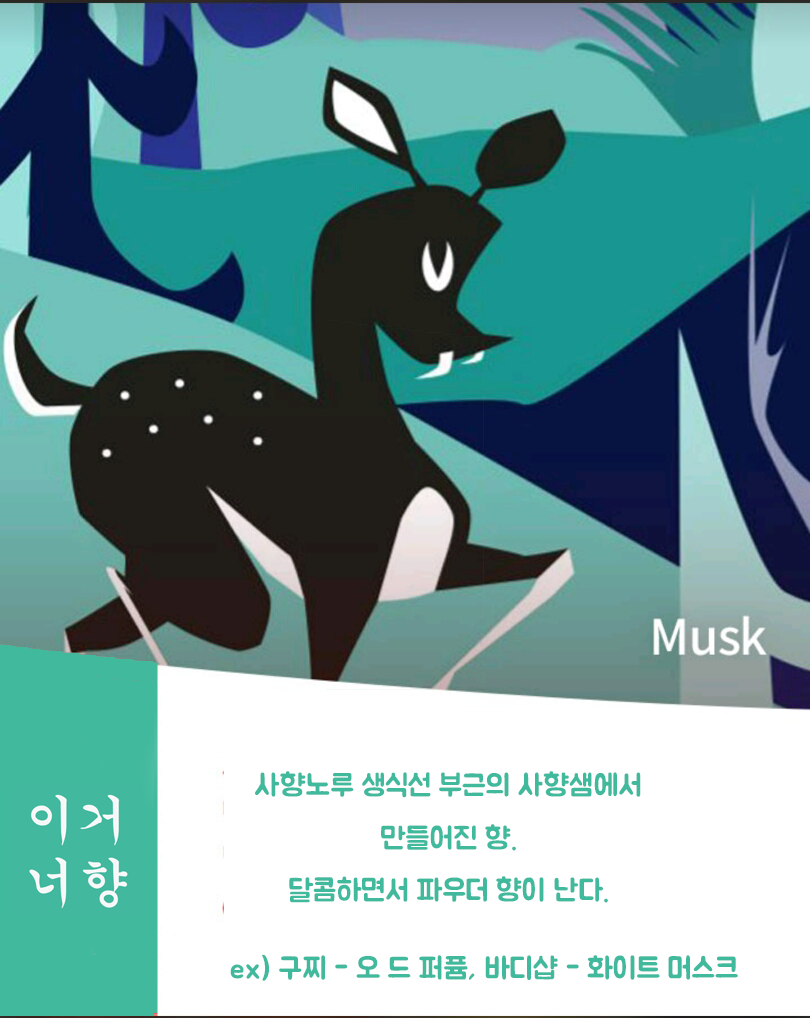 Musk
이거
너향
사향노루 생식선 부근의 사향샘에서
만들어진 향.
달콤하면서 파우더 향이 난다.
ex) 구찌 - 오 드 퍼퓸, 바디샵 - 화이트 머스크